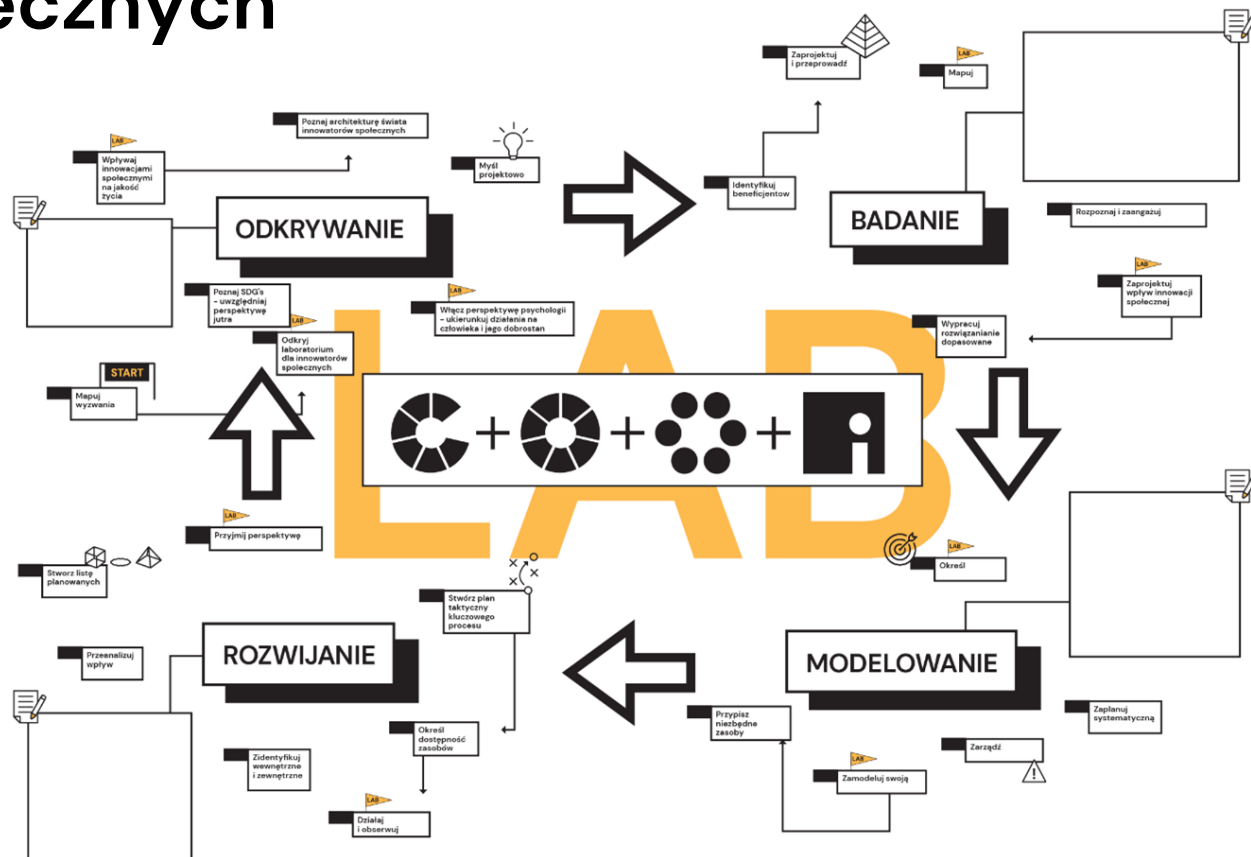 ecznych
Zaprojektuj
i przeprowadź
LAB
Mapuj
Poznaj architekturę świata
innowatorów społecznych
LAB
Wpływaj
innowacjami
społecznymi
na jakość
życia
Myśl
projektowo
Identyfikuj
beneficjentow
ODKRYWANIE
BADANIE
Rozpoznaj i zaangażuj
Poznaj SDG's
- uwzględniaj
perspektywę
jutra
LAB
Włącz perspektywę psychologii
- ukierunkuj działania na
człowieka i jego dobrostan
LAB
Zaprojektuj
wpływ innowacji
społecznej
LAB
Odkryj
laboratorium
dla innowatorów
społecznych
Wypracuj
rozwiązanianie
dopasowane
START
Mapuj
wyzwania
LAB
C + O + O + i
LAB
Przyjmij perspektywę
Stworz listę
planowanych
LAB
Określ
Stwórz plan
taktyczny
kluczowego
procesu
ROZWIJANIE
MODELOWANIE
Przeanalizuj
wpływ
Przypisz
niezbędne
zasoby
Zaplanuj
systematyczną
Określ
dostępność
zasobów
Zarządź
Zidentyfikuj
wewnętrzne
i zewnętrzne
LAB
Zamodeluj swoją
LAB
Działaj
i obserwuj